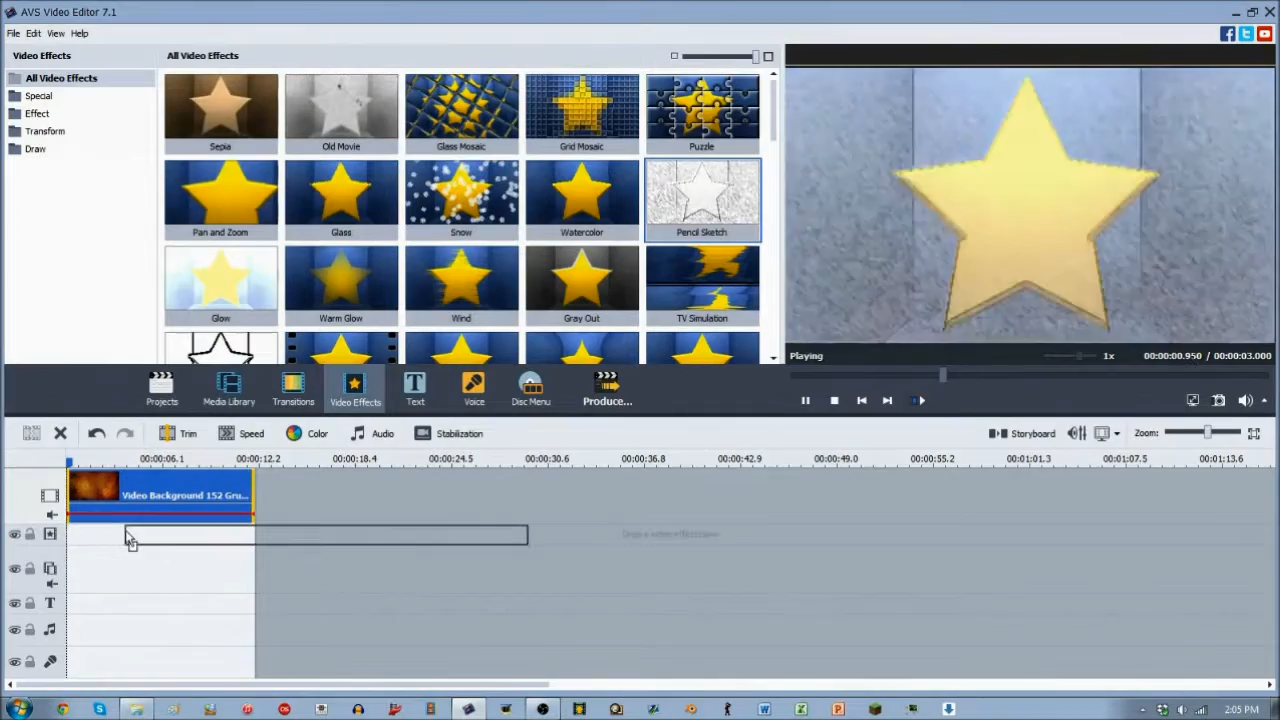 AVS Video Editor 7.1
File Edit View Help
Video Effects
All Video Effects
All Video Effects
Special
Effect
Transform
Draw
Sepia
Old Movie
Glass Mosaic
Grid Mosaic
Puzzle
Pan and Zoom
Glass
Snow
Watercolor
Pencil Sketch
Glow
Warm Glow
Wind
Gray Out
TV Simulation
Playing
1x
00:00:00.950 / 00:00:03.000
Projects
Media Library
Transitions
Video Effects
Text
Voice
Disc Menu
Produce...
Trim
Speed
Color
Audio
Stabilization
Storyboard
Zoom:
00:00:06.1 00:00:12.2 00:00:18.4 00:00:24.5 00:00:30.6 00:00:36.8 00:00:42.9 00:00:49.0 00:00:55.2 00:01:01.3 00:01:07.5 00:01:13.6
Video Background 152 Gru...
T
2:05 PM